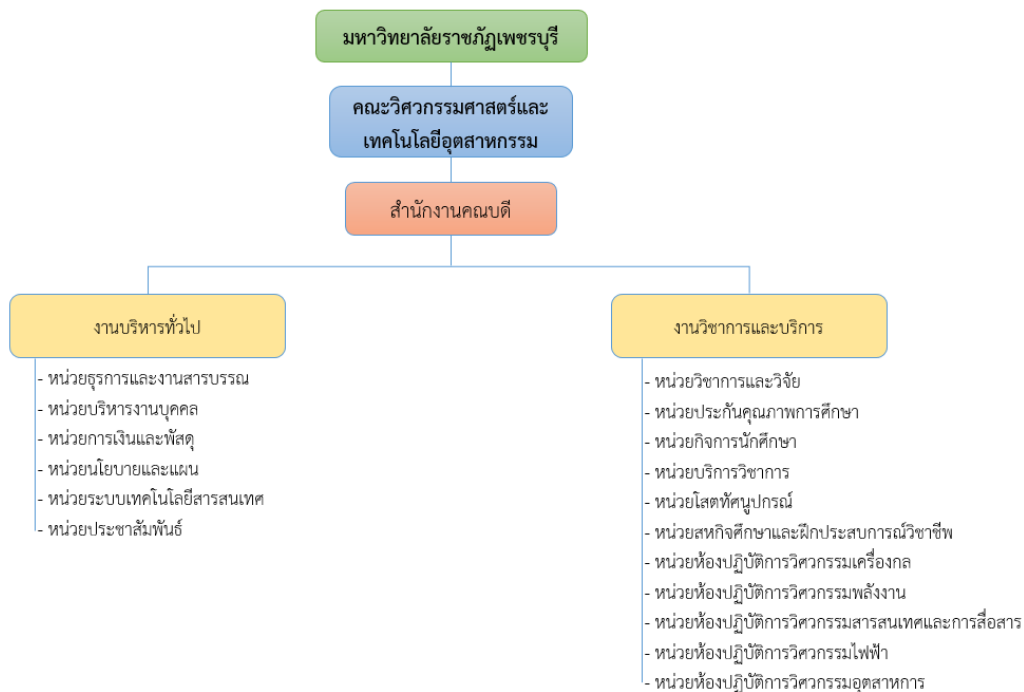 มหาวิทยาลัยราชภัฏเพชรบุรี
คณะวิศวกรรมศาสตร์และ
เทคโนโลยีอุตสาหกรรม
สำนักงานคณบดี
งานบริหารทั่วไป
- หน่วยธุรการและงานสารบรรณ
- หน่วยบริหารงานบุคคล
- หน่วยการเงินและพัสดุ
- หน่วยนโยบายและแผน
- หน่วยระบบเทคโนโลยีสารสนเทศ
- หน่วยประชาสัมพันธ์
งานวิชาการและบริการ
- หน่วยวิชาการและวิจัย
- หน่วยประกันคุณภาพการศึกษา
- หน่วยกิจการนักศึกษา
- หน่วยบริการวิชาการ
- หน่วยโสตทัศนูปกรณ์
- หน่วยสหกิจศึกษาและฝึกประสบการณ์วิชาชีพ
- หน่วยห้องปฏิบัติการวิศวกรรมเครื่องกล
- หน่วยห้องปฏิบัติการวิศวกรรมพลังงาน
- หน่วยห้องปฏิบัติการวิศวกรรมสารสนเทศและการสื่อสาร
- หน่วยห้องปฏิบัติการวิศวกรรมไฟฟ้า
- หน่วยห้องปฏิบัติการวิศวกรรมอุตสาหการ